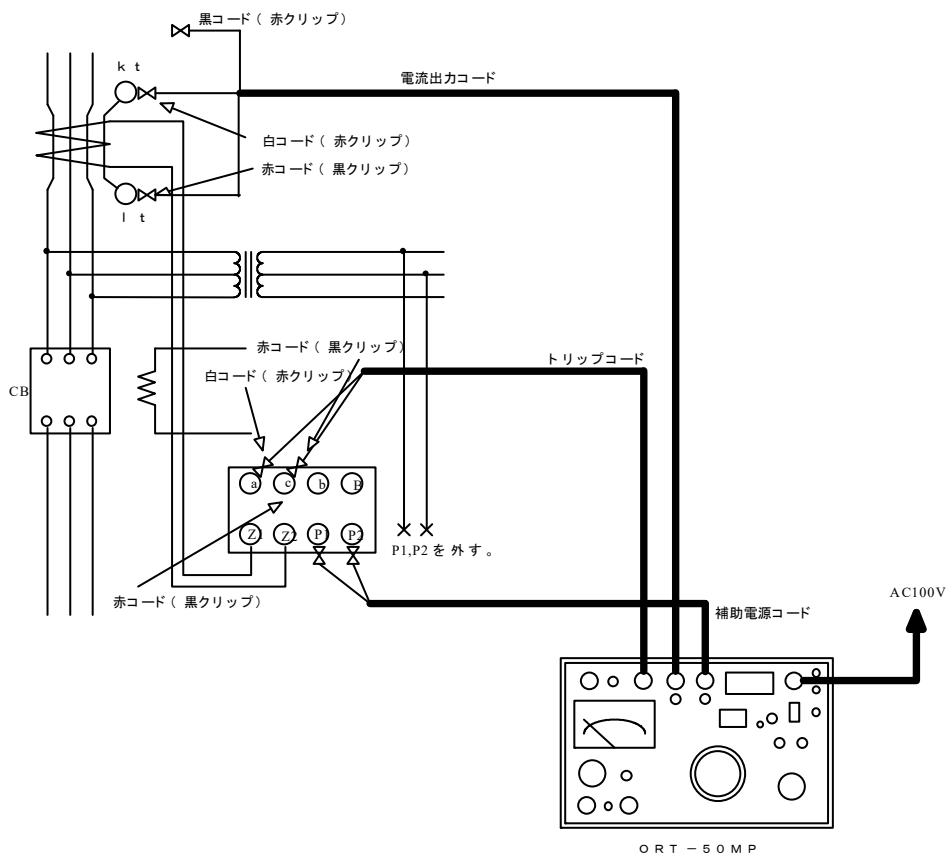 黒コード( 赤クリップ)
ｋｔ
電流出力コード
白コード( 赤クリップ)
赤コード( 黒クリップ)
ｌｔ
赤コード( 黒クリップ)
トリップコード
白コード( 赤クリップ)
CB
a c b B
Z1 Z2 P1 P2
P1,P2 を 外す。
赤コード( 黒クリップ)
補助電源コード
AC100V
ＯＲＴ－５０ＭＰ